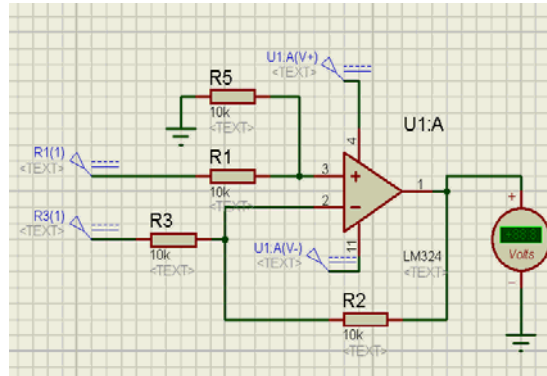 U1:A(V+)
<TEXT>
R5
10k
<TEXT>
4
U1:A
R1(1)
<TEXT>
R1
10k
<TEXT>
3
+
1
2
−
R3(1)
<TEXT>
R3
10k
<TEXT>
U1:A(V-)
<TEXT>
11
LM324
<TEXT>
+
Volts
−
R2
10k
<TEXT>